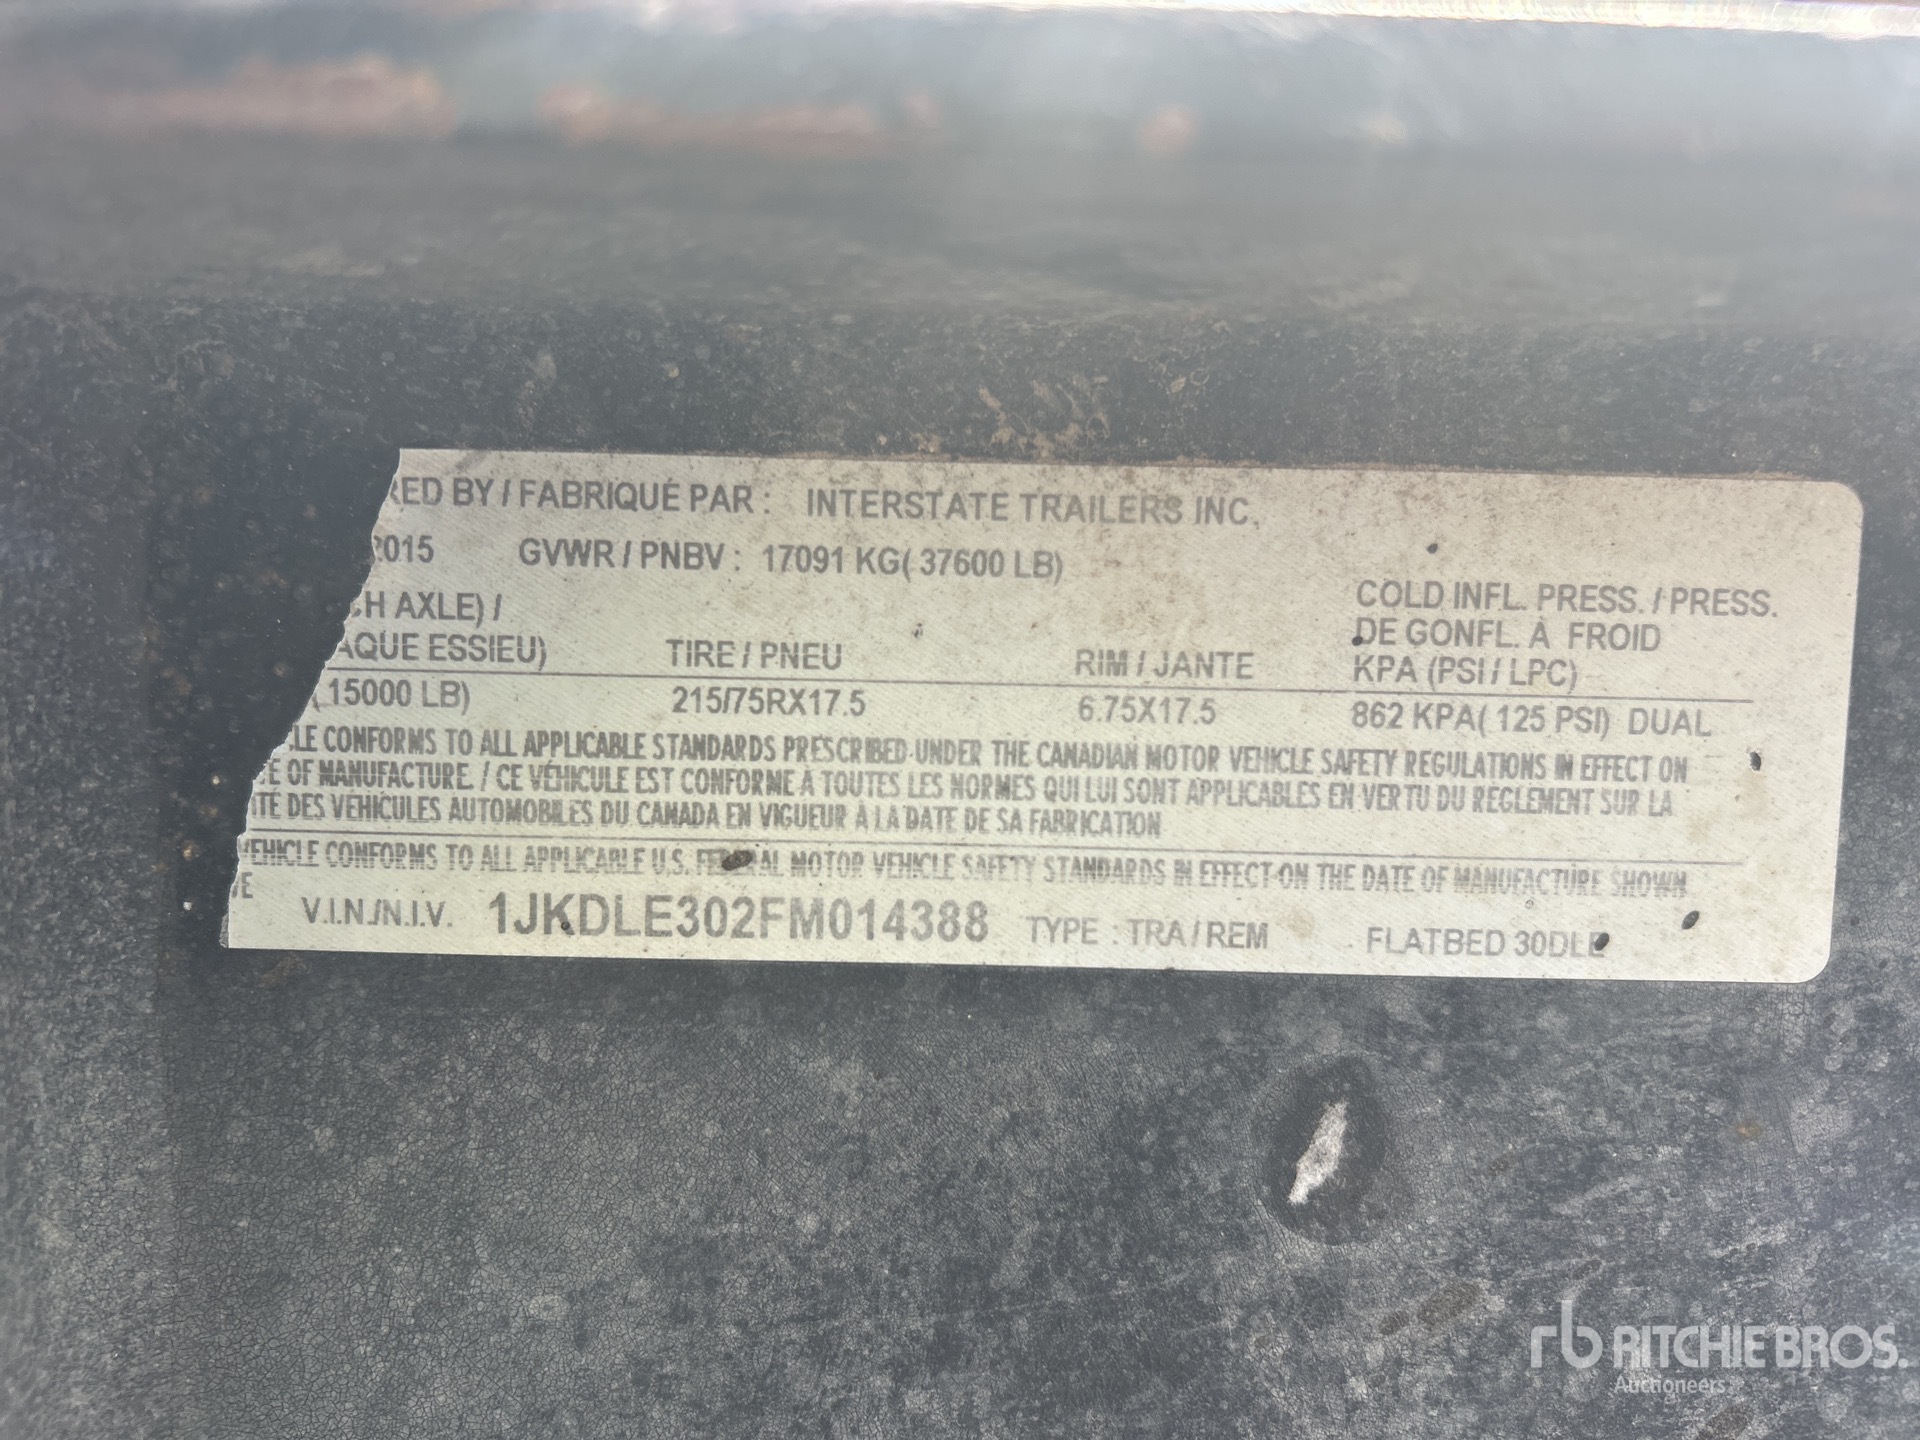 RED BY / FABRIQUÉ PAR : INTERSTATE TRAILERS INC.
2015 GVWR / PNBV : 17091 KG( 37600 LB)
CH AXLE) /
AQUE ESSIEU) TIRE / PNEU RIM / JANTE COLD INFL. PRESS. / PRESS.
DE GONFL. À FROID
KPA (PSI / LPC)
( 15000 LB) 215/75RX17.5 6.75X17.5 862 KPA( 125 PSI) DUAL
LE CONFORMS TO ALL APPLICABLE STANDARDS PRESCRIBED UNDER THE CANADIAN MOTOR VEHICLE SAFETY REGULATIONS IN EFFECT ON
E OF MANUFACTURE. / CE VÉHICULE EST CONFORME À TOUTES LES NORMES QUI LUI SONT APPLICABLES EN VERTU DU RÈGLEMENT SUR LA
ITÉ DES VÉHICULES AUTOMOBILES DU CANADA EN VIGUEUR À LA DATE DE SA FABRICATION
VEHICLE CONFORMS TO ALL APPLICABLE U.S. FEDERAL MOTOR VEHICLE SAFETY STANDARDS IN EFFECT ON THE DATE OF MANUFACTURE SHOWN
VE
V.I.N./N.I.V. 1JKDLE302FM014388 TYPE : TRA / REM FLATBED 30DLE
rb RITCHIE BROS.
Auctioneers